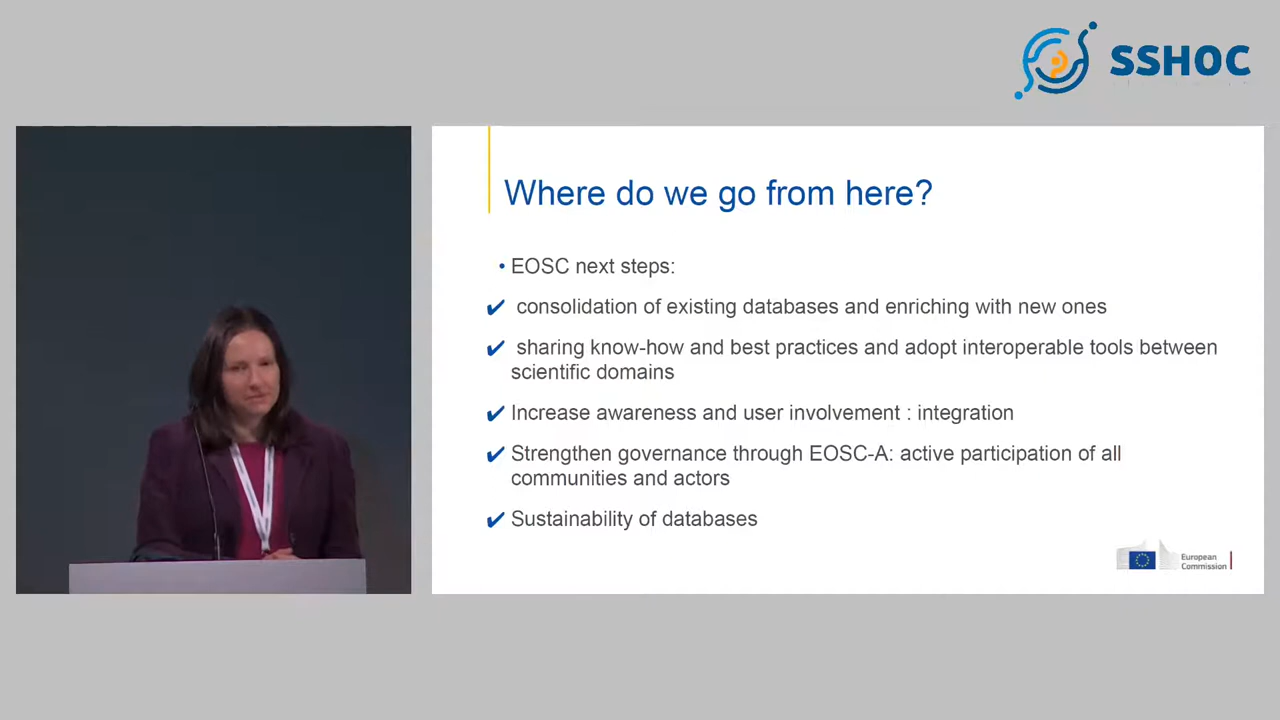 SSHOC
Where do we go from here?
• EOSC next steps:
✔ consolidation of existing databases and enriching with new ones
✔ sharing know-how and best practices and adopt interoperable tools between
scientific domains
✔ Increase awareness and user involvement : integration
✔ Strengthen governance through EOSC-A: active participation of all
communities and actors
✔ Sustainability of databases
European
Commission